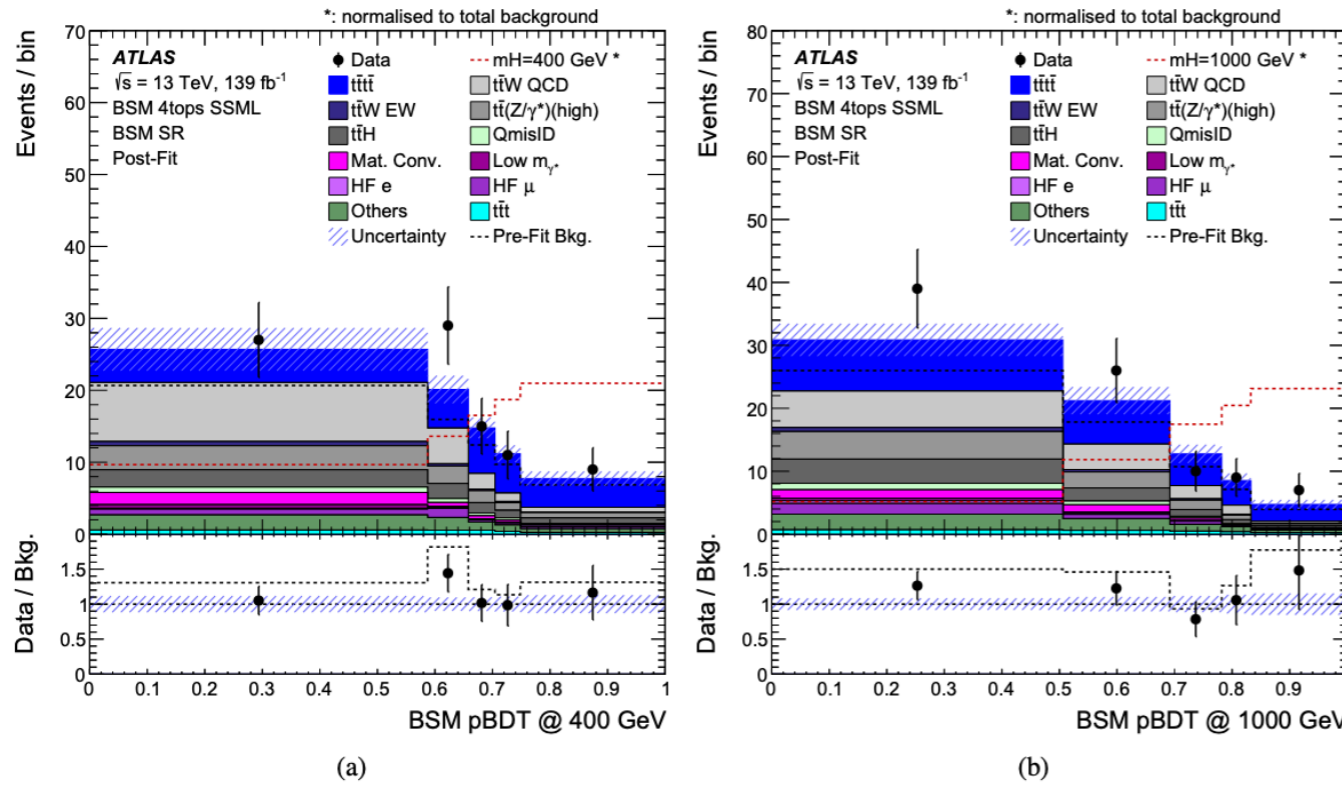 *: normalised to total background
70
60
50
40
30
20
10
0
Events / bin
ATLAS
√s = 13 TeV, 139 fb⁻¹
BSM 4tops SSML
BSM SR
Post-Fit
Data
mH=400 GeV *
tt̄tt̄
tt̄W QCD
tt̄W EW
tt̄(Z/γ*)(high)
tt̄H
QmisID
Mat. Conv.
Low m_γ*
HF e
HF μ
Others
tt̄t
Uncertainty
Pre-Fit Bkg.
Data / Bkg.
1.5
1
0.5
0
0 0.1 0.2 0.3 0.4 0.5 0.6 0.7 0.8 0.9 1
BSM pBDT @ 400 GeV
(a)
*: normalised to total background
80
70
60
50
40
30
20
10
0
Events / bin
ATLAS
√s = 13 TeV, 139 fb⁻¹
BSM 4tops SSML
BSM SR
Post-Fit
Data
mH=1000 GeV *
tt̄tt̄
tt̄W QCD
tt̄W EW
tt̄(Z/γ*)(high)
tt̄H
QmisID
Mat. Conv.
Low m_γ*
HF e
HF μ
Others
tt̄t
Uncertainty
Pre-Fit Bkg.
Data / Bkg.
1.5
1
0.5
0
0 0.1 0.2 0.3 0.4 0.5 0.6 0.7 0.8 0.9
BSM pBDT @ 1000 GeV
(b)